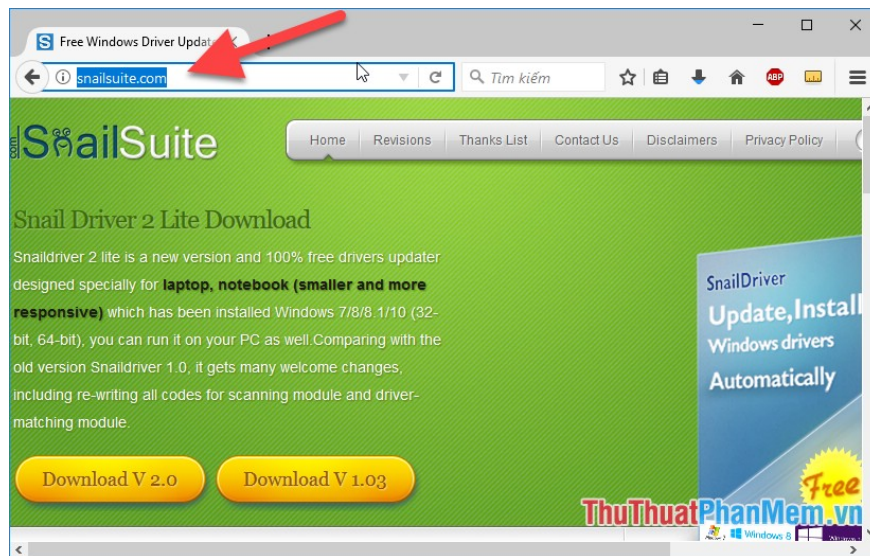 Free Windows Driver Updat
snailsuite.com
Tìm kiếm
ABP
.com
SnailSuite
Home
Revisions
Thanks List
Contact Us
Disclaimers
Privacy Policy
Snail Driver 2 Lite Download
Snaildriver 2 lite is a new version and 100% free drivers updater
designed specially for laptop, notebook (smaller and more
responsive) which has been installed Windows 7/8/8.1/10 (32-
bit, 64-bit), you can run it on your PC as well.Comparing with the
old version Snaildriver 1.0, it gets many welcome changes,
including re-writing all codes for scanning module and driver-
matching module.
Download V 2.0
Download V 1.03
SnailDriver
Update,Install
Windows drivers
Automatically
Free
ThuThuatPhanMem.vn
Windows 8